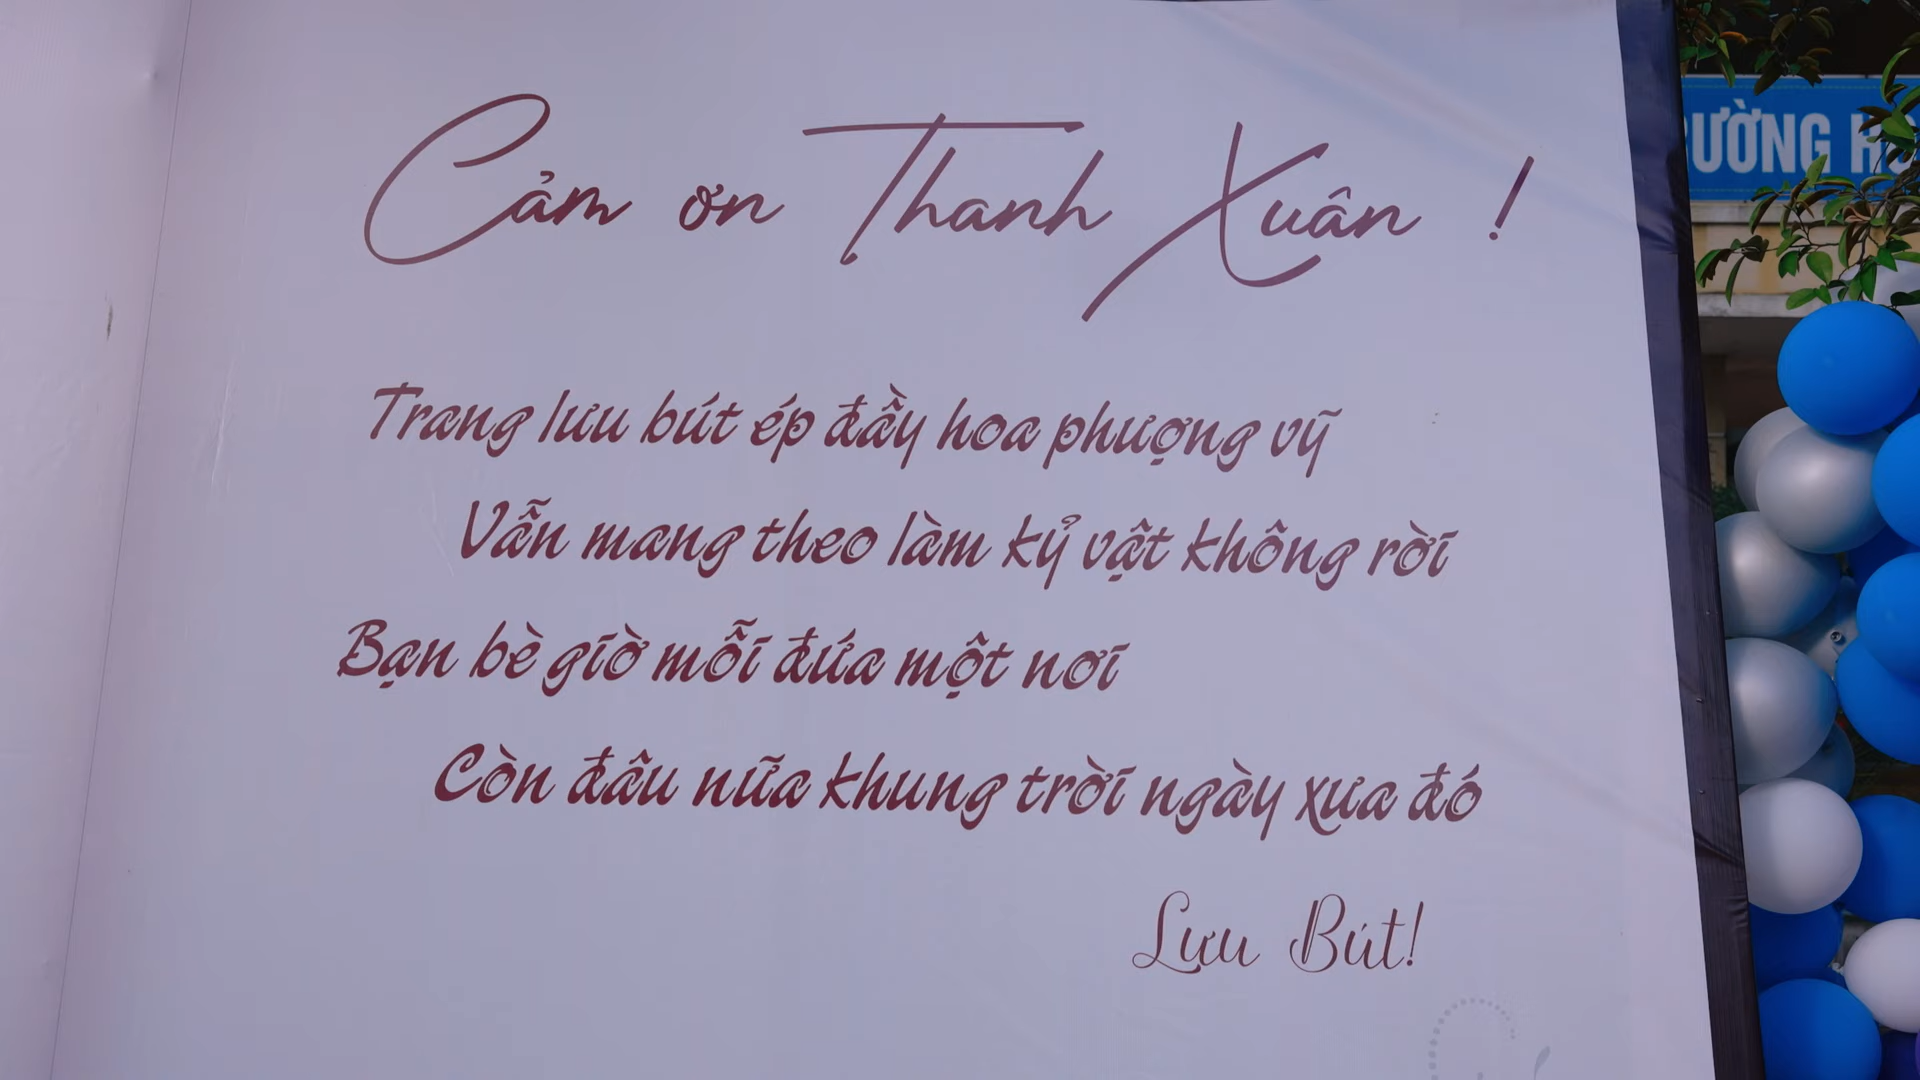 Cảm ơn Thanh Xuân !
Trang lưu bút ép đầy hoa phượng vỹ
Vẫn mang theo làm kỷ vật không rời
Bạn bè giờ mỗi đứa một nơi
Còn đâu nữa khung trời ngày xưa đó
Lưu Bút!
ƯỜNG